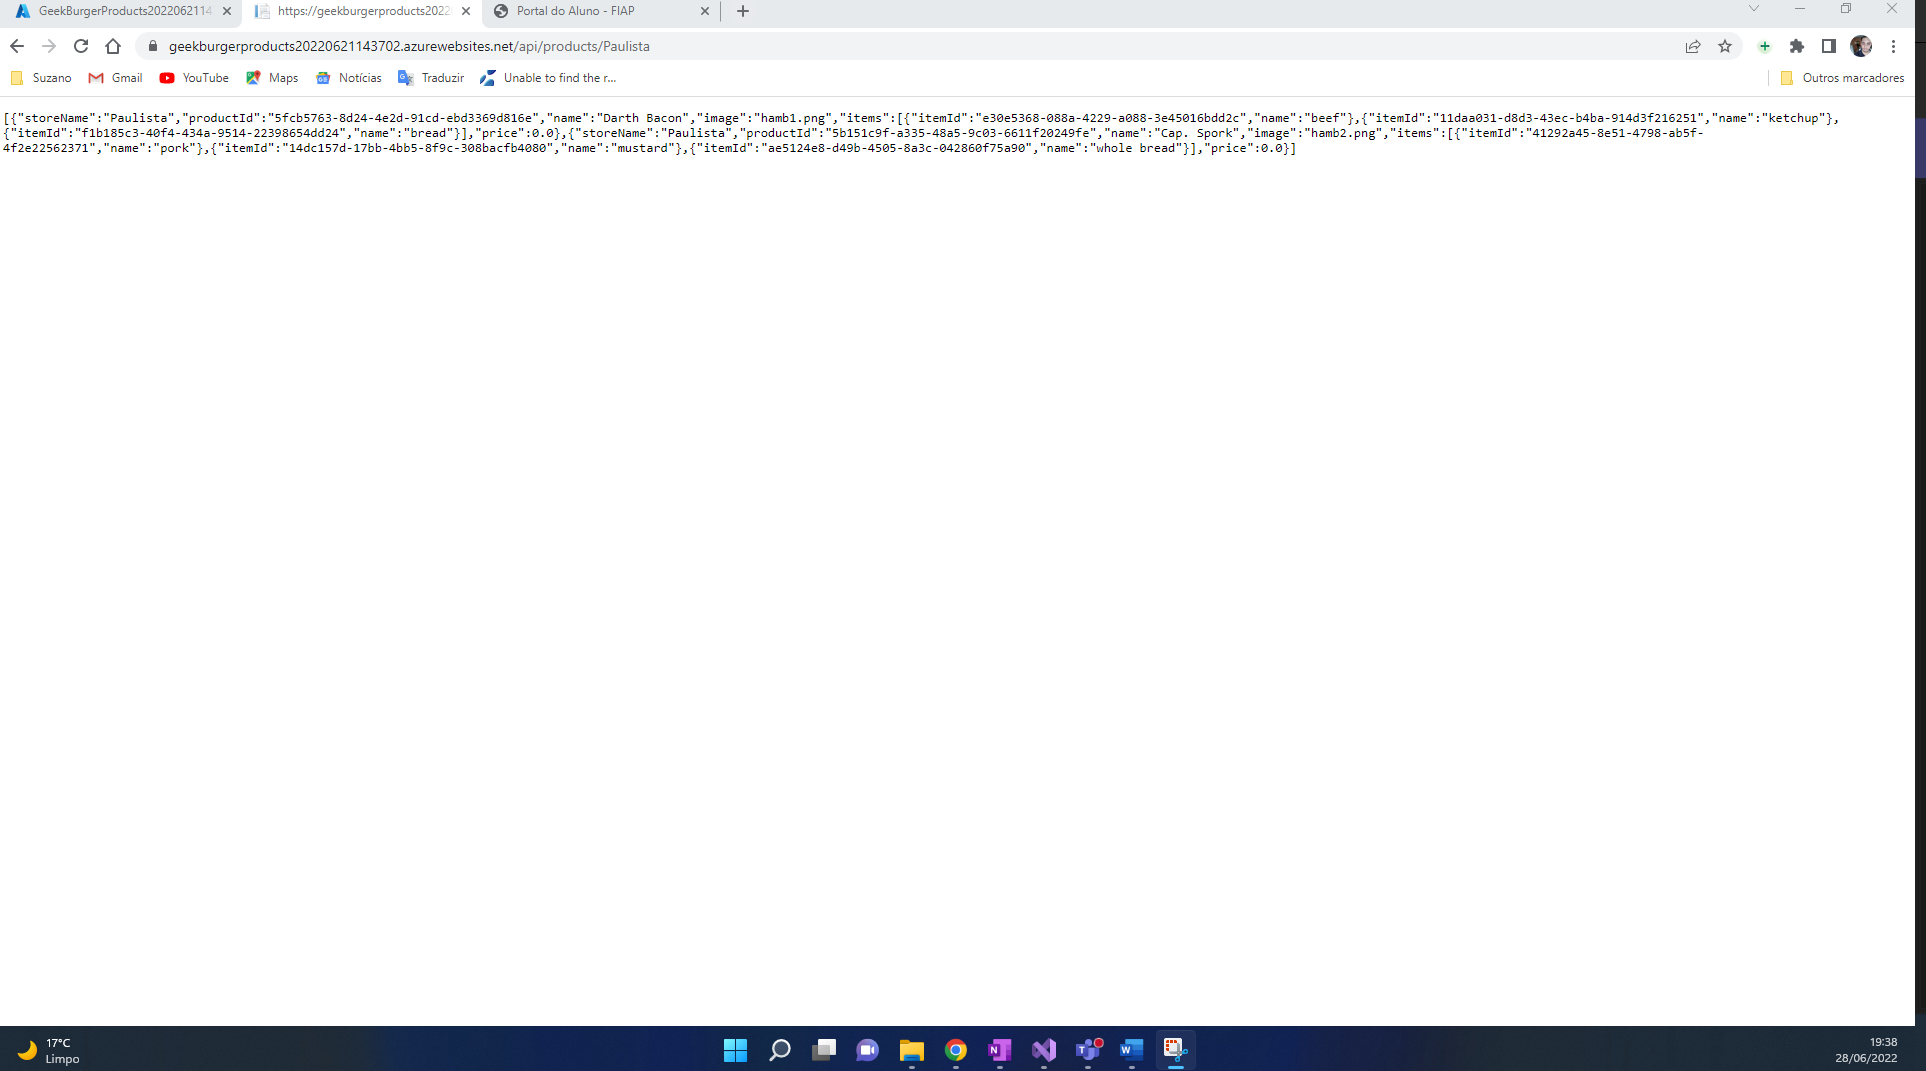 GeekBurgerProducts2022062114
https://geekburgerproducts2022
Portal do Aluno - FIAP
geekburgerproducts20220621143702.azurewebsites.net/api/products/Paulista
Suzano
Gmail
YouTube
Maps
Notícias
Traduzir
Unable to find the r...
Outros marcadores
[{"storeName":"Paulista","productId":"5fcb5763-8d24-4e2d-91cd-ebd3369d816e","name":"Darth Bacon","image":"hamb1.png","items":[{"itemId":"e30e5368-088a-4229-a088-3e45016bdd2c","name":"beef"},{"itemId":"11daa031-d8d3-43ec-b4ba-914d3f216251","name":"ketchup"},
{"itemId":"f1b185c3-40f4-434a-9514-22398654dd24","name":"bread"}],"price":0.0},{"storeName":"Paulista","productId":"5b151c9f-a335-48a5-9c03-6611f20249fe","name":"Cap. Spork","image":"hamb2.png","items":[{"itemId":"41292a45-8e51-4798-ab5f-
4f2e22562371","name":"pork"},{"itemId":"14dc157d-17bb-4bb5-8f9c-308bacfb4080","name":"mustard"},{"itemId":"ae5124e8-d49b-4505-8a3c-042860f75a90","name":"whole bread"}],"price":0.0}]
17°C
Limpo
19:38
28/06/2022